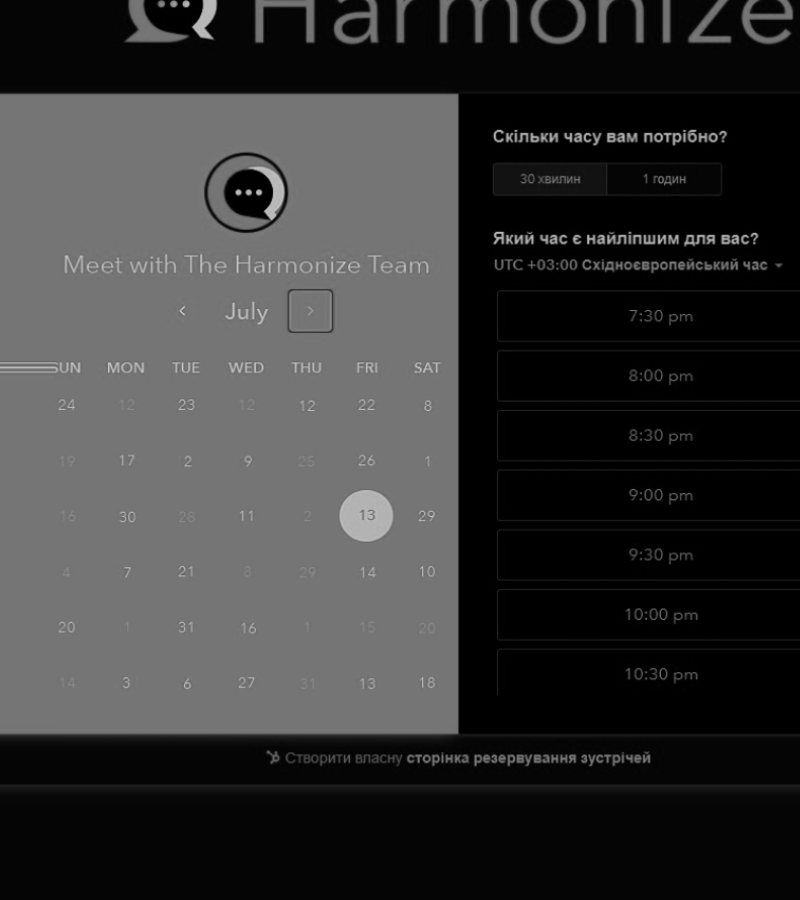 Harmonize
Meet with The Harmonize Team
July
SUN MON TUE WED THU FRI SAT
24 12 23 12 12 22 8
19 17 2 9 25 26 1
16 30 28 11 2 13 29
4 7 21 8 29 14 10
20 1 31 16 1 15 20
14 3 6 27 31 13 18
Скільки часу вам потрібно?
30 хвилин 1 годин
Який час є найліпшим для вас?
UTC +03:00 Східноєвропейський час
7:30 pm
8:00 pm
8:30 pm
9:00 pm
9:30 pm
10:00 pm
10:30 pm
Створити власну сторінка резервування зустрічей